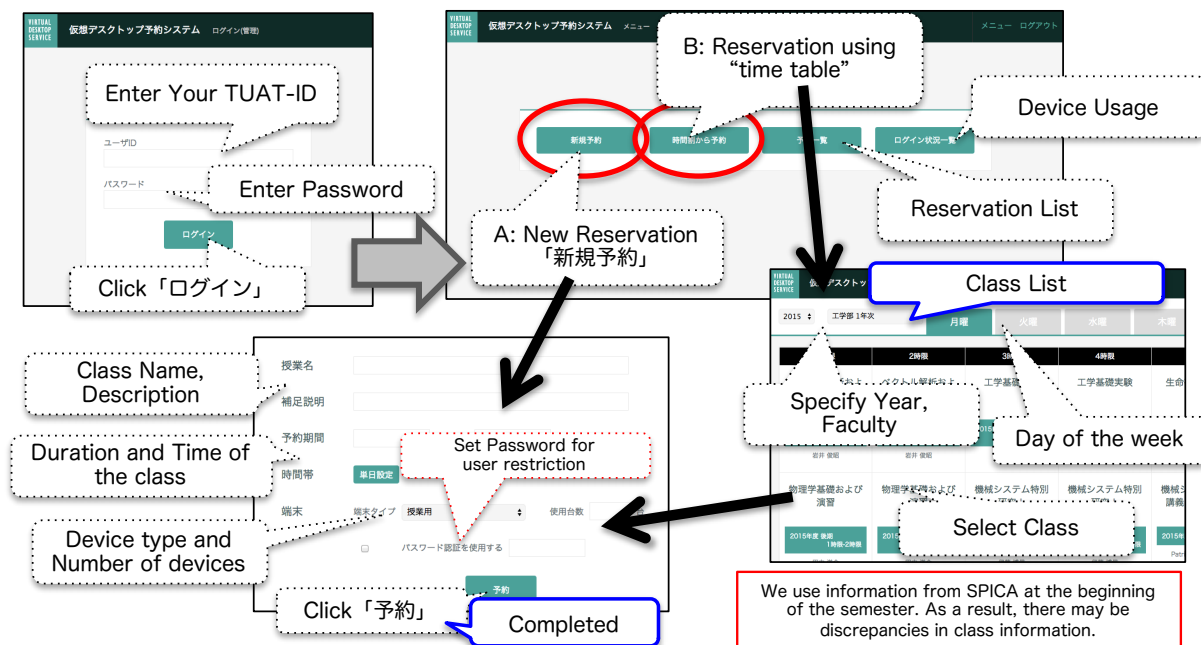 VIRTUAL
DESKTOP
SERVICE
仮想デスクトップ予約システム ログイン(管理)
Enter Your TUAT-ID
ユーザID
Enter Password
パスワード
ログイン
Click「ログイン」
VIRTUAL
DESKTOP
SERVICE
仮想デスクトップ予約システム メニュー
メニュー ログアウト
B: Reservation using
“time table”
Device Usage
新規予約
時間割から予約
一覧
ログイン状況一覧
Reservation List
A: New Reservation
「新規予約」
VIRTUAL
DESKTOP
SERVICE
Class List
2015
工学部 1年次
月曜
火曜
水曜
木曜
2時限
4時限
工学基礎実験
Specify Year,
Faculty
Day of the week
岩井 俊昭
物理学基礎および
演習
物理学基礎および
機械システム特別
機械システム特別
Select Class
2015年度 後期
1時限-2時限
Class Name,
Description
授業名
補足説明
Duration and Time of
the class
予約期間
時間帯
単日設定
Set Password for
user restriction
Device type and
Number of devices
端末
端末タイプ
授業用
使用台数
パスワード認証を使用する
予約
Click「予約」
Completed
We use information from SPICA at the beginning
of the semester. As a result, there may be
discrepancies in class information.